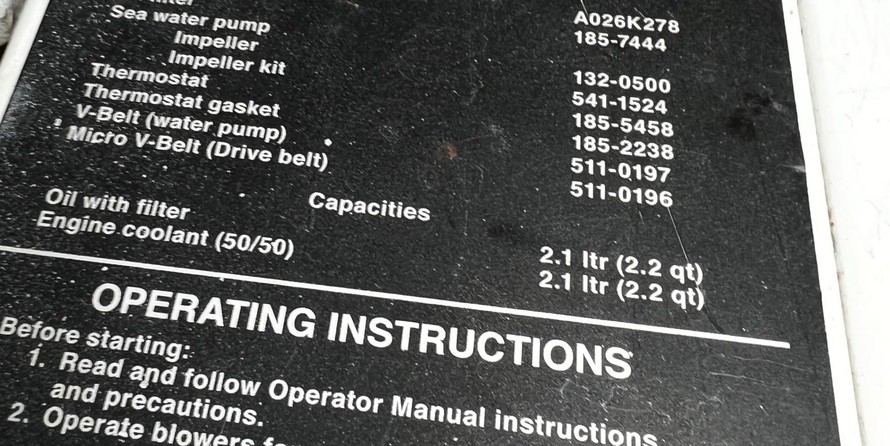 A026K278
185-7444
Sea water pump
Impeller 132-0500
Impeller kit 541-1524
Thermostat 185-5458
Thermostat gasket 185-2238
V-Belt (water pump) 511-0197
Micro V-Belt (Drive belt) 511-0196
Capacities
Oil with filter 2.1 ltr (2.2 qt)
Engine coolant (50/50) 2.1 ltr (2.2 qt)
OPERATING INSTRUCTIONS
Before starting:
1. Read and follow Operator Manual instructions
and precautions.
2. Operate blowers